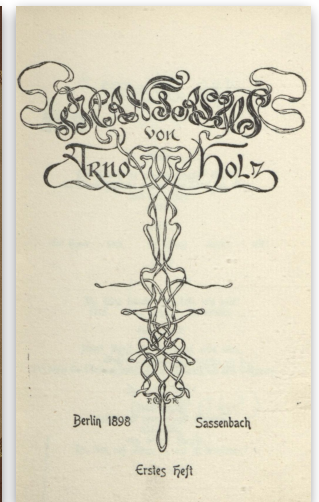 PHANTASUS
von
ARNO HOLZ
Berlin 1898 Sassenbach
Erstes Heft